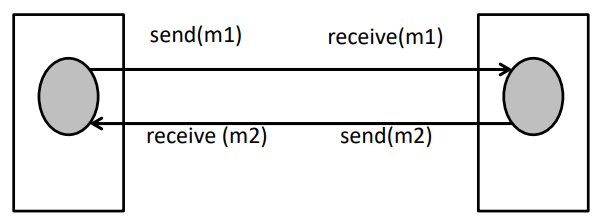 send(m1)
receive(m1)
receive (m2)
send(m2)